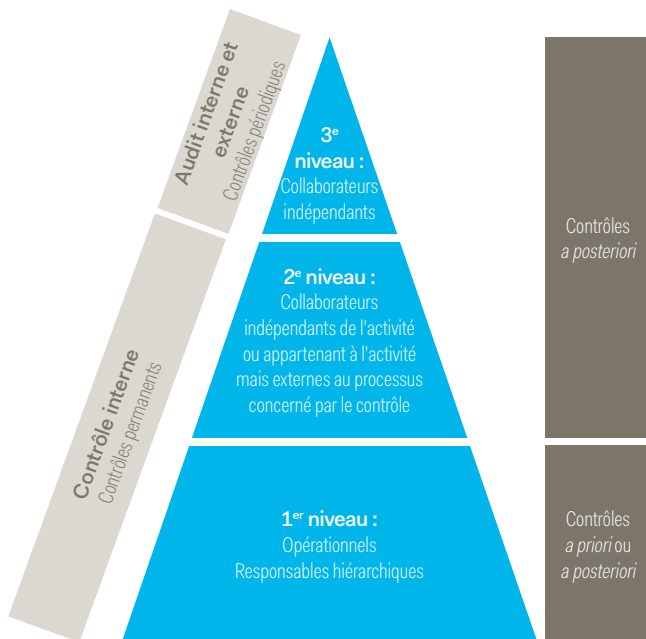 Audit interne et
externe
Contrôles périodiques
3e
niveau :
Collaborateurs
indépendants
Contrôles
a posteriori
Contrôle interne
Contrôles permanents
2e niveau :
Collaborateurs
indépendants de l'activité
ou appartenant à l'activité
mais externes au processus
concerné par le contrôle
1er niveau :
Opérationnels
Responsables hiérarchiques
Contrôles
a priori ou
a posteriori